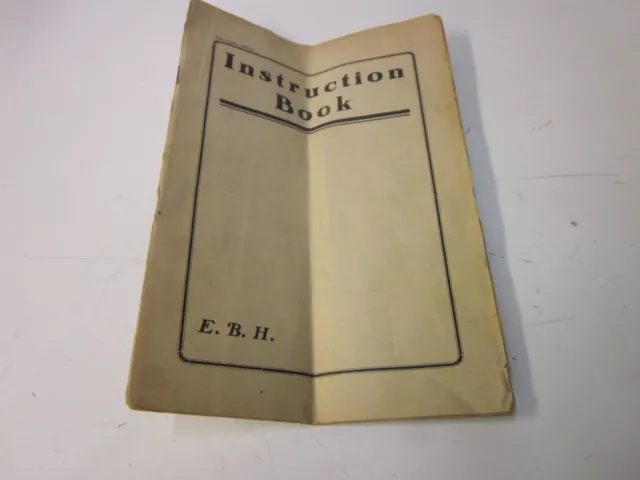 Instruction
Book
E. B. H.